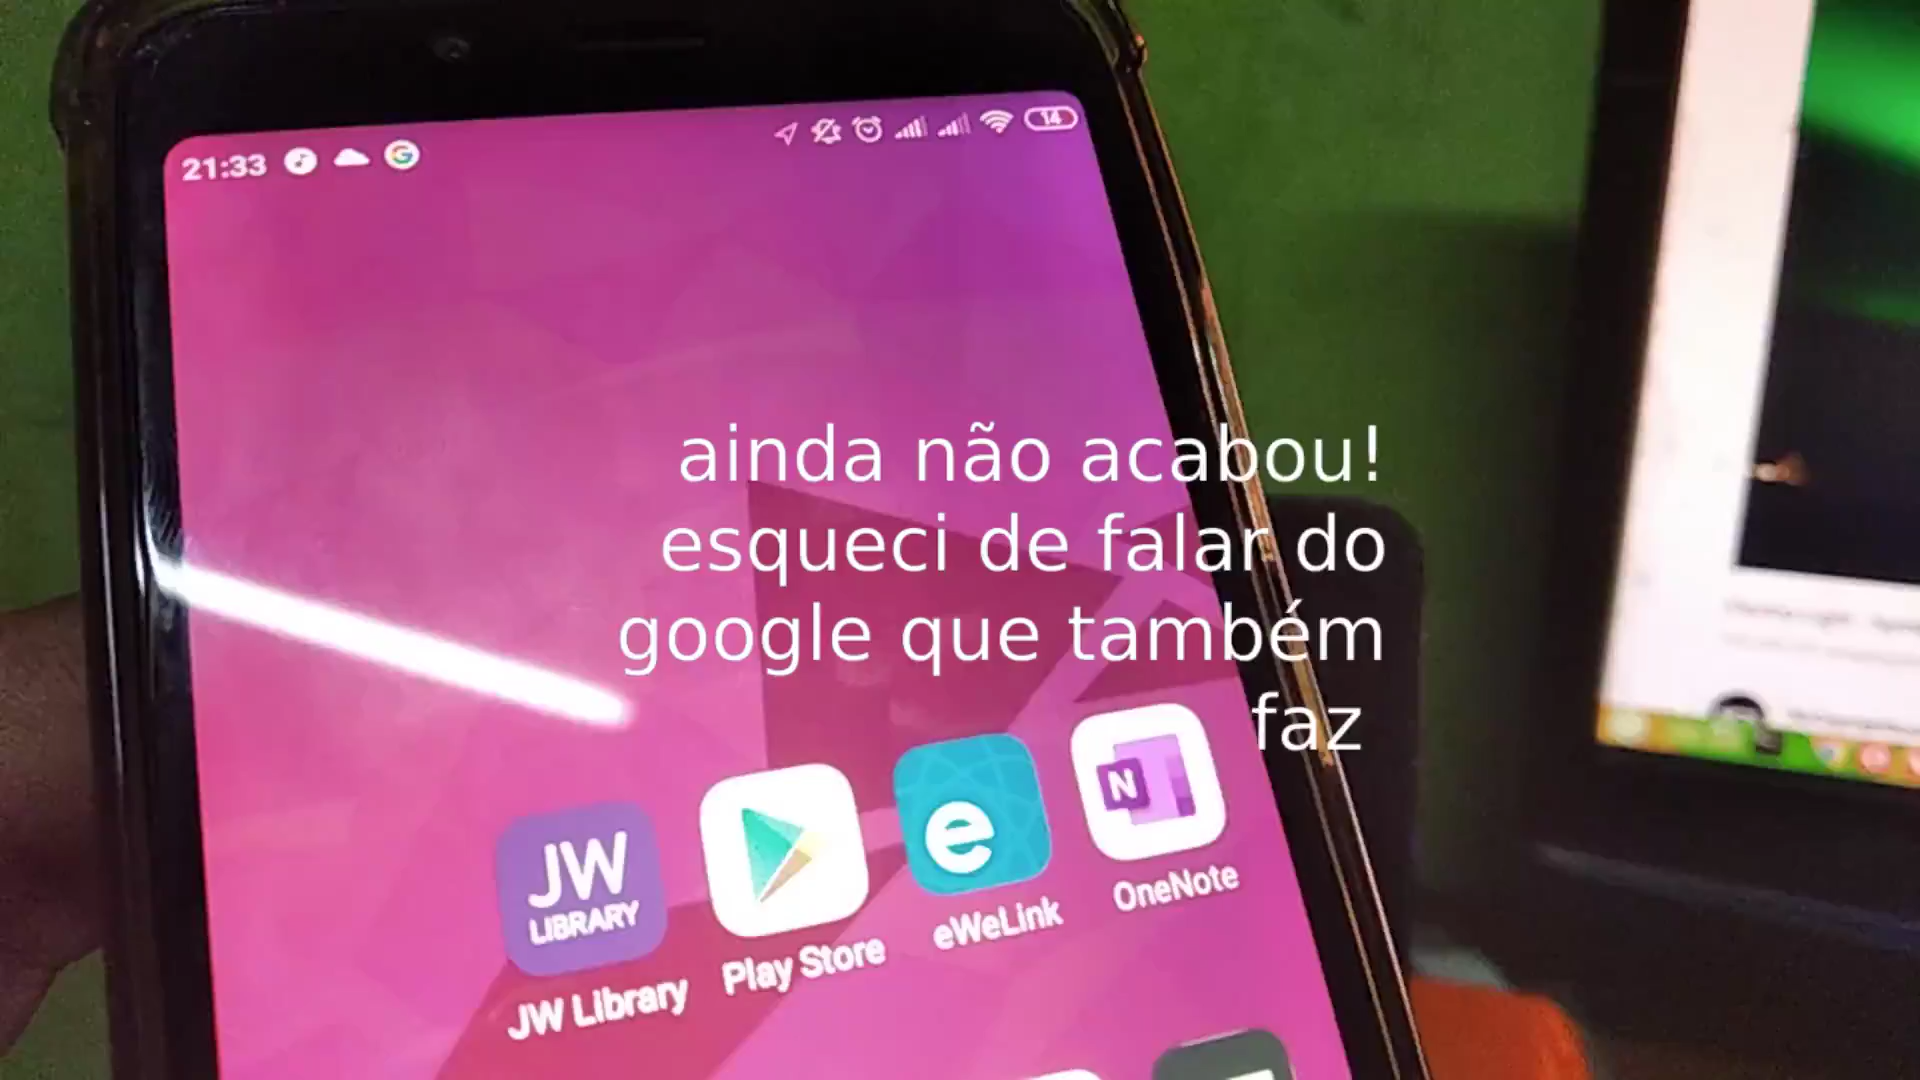 21:33
14
ainda não acabou!
esqueci de falar do
google que também
faz
JW
LIBRARY
N
e
JW Library
Play Store
eWeLink
OneNote